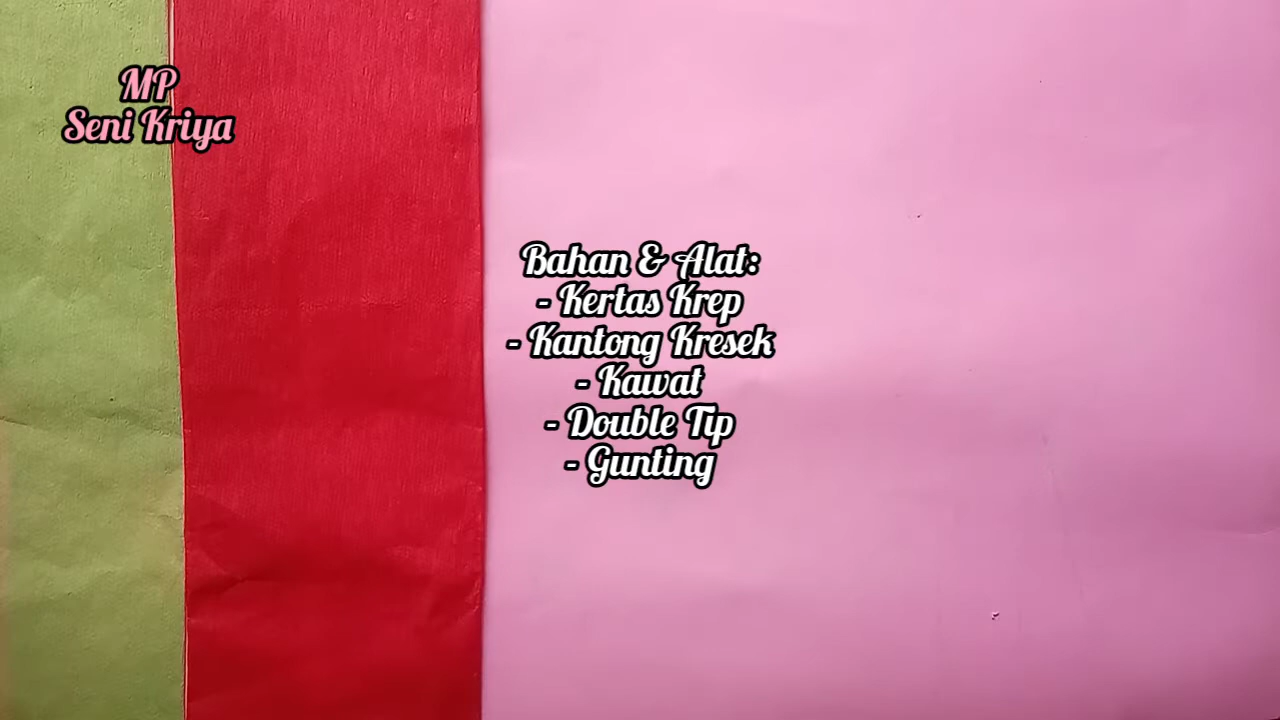 MP
Seni Kriya
Bahan & Alat:
- Kertas Krep
- Kantong Kresek
- Kawat
- Double Tip
- Gunting